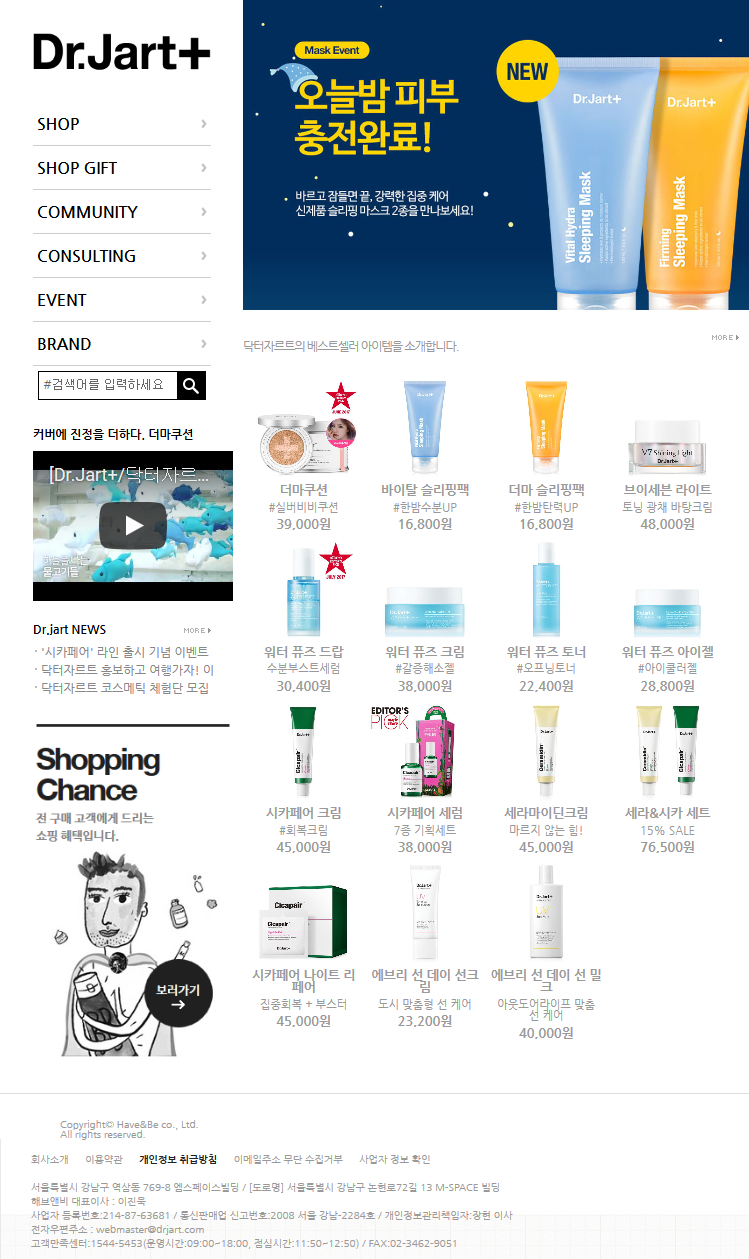 Dr.Jart+
SHOP
SHOP GIFT
COMMUNITY
CONSULTING
EVENT
BRAND
#검색어를 입력하세요
커버에 진정을 더하다. 더마쿠션
[Dr.Jart+/닥터자르...
물고기들
Dr.jart NEWS
MORE
'시카페어' 라인 출시 기념 이벤트
닥터자르트 홍보하고 여행가자! 이
닥터자르트 코스메틱 체험단 모집
Shopping
Chance
전 구매 고객에게 드리는
쇼핑 혜택입니다.
보러가기
Mask Event
오늘밤 피부
충전완료!
바르고 잠들면 끝, 강력한 집중 케어
신제품 슬리핑 마스크 2종을 만나보세요!
NEW
Dr.Jart+
Vital Hydra
Sleeping Mask
Dr.Jart+
Firming
Sleeping Mask
닥터자르트의 베스트셀러 아이템을 소개합니다.
MORE
JUNE 2017
더마쿠션
#실버비비쿠션
39,000원
바이탈 슬리핑팩
#한밤수분UP
16,800원
더마 슬리핑팩
#한밤탄력UP
16,800원
V7 Shining Light
Dr.Jart+
브이세븐 라이트
토닝 광채 바탕크림
48,000원
JULY 2017
워터 퓨즈 드랍
수분부스트세럼
30,400원
워터 퓨즈 크림
#갈증해소젤
38,000원
워터 퓨즈 토너
#오프닝토너
22,400원
워터 퓨즈 아이젤
#아이쿨러젤
28,800원
Cicapair
시카페어 크림
#회복크림
45,000원
EDITOR'S
PICK
Cicapair
시카페어 세럼
7종 기획세트
38,000원
Ceramidin
세라마이딘크림
마르지 않는 힘!
45,000원
Ceramidin
Cicapair
세라&시카 세트
15% SALE
76,500원
Cicapair
Cicapair
Dr.Jart+
시카페어 나이트 리
페어
집중회복 + 부스터
45,000원
Dr.Jart+
UV
에브리 선 데이 선크
림
도시 맞춤형 선 케어
23,200원
Dr.Jart+
UV
에브리 선 데이 선 밀
크
아웃도어라이프 맞춤
선 케어
40,000원
Copyright© Have&Be co., Ltd.
All rights reserved.
회사소개 이용약관 개인정보 취급방침 이메일주소 무단 수집거부 사업자 정보 확인
서울특별시 강남구 역삼동 769-8 엠스페이스빌딩 / [도로명] 서울특별시 강남구 논현로72길 13 M-SPACE 빌딩
해브앤비 대표이사 : 이진욱
사업자 등록번호:214-87-63681 / 통신판매업 신고번호:2008 서울 강남-2284호 / 개인정보관리책임자:장현 이사
전자우편주소 : webmaster@drjart.com
고객만족센터:1544-5453(운영시간:09:00~18:00, 점심시간:11:50~12:50) / FAX:02-3462-9051